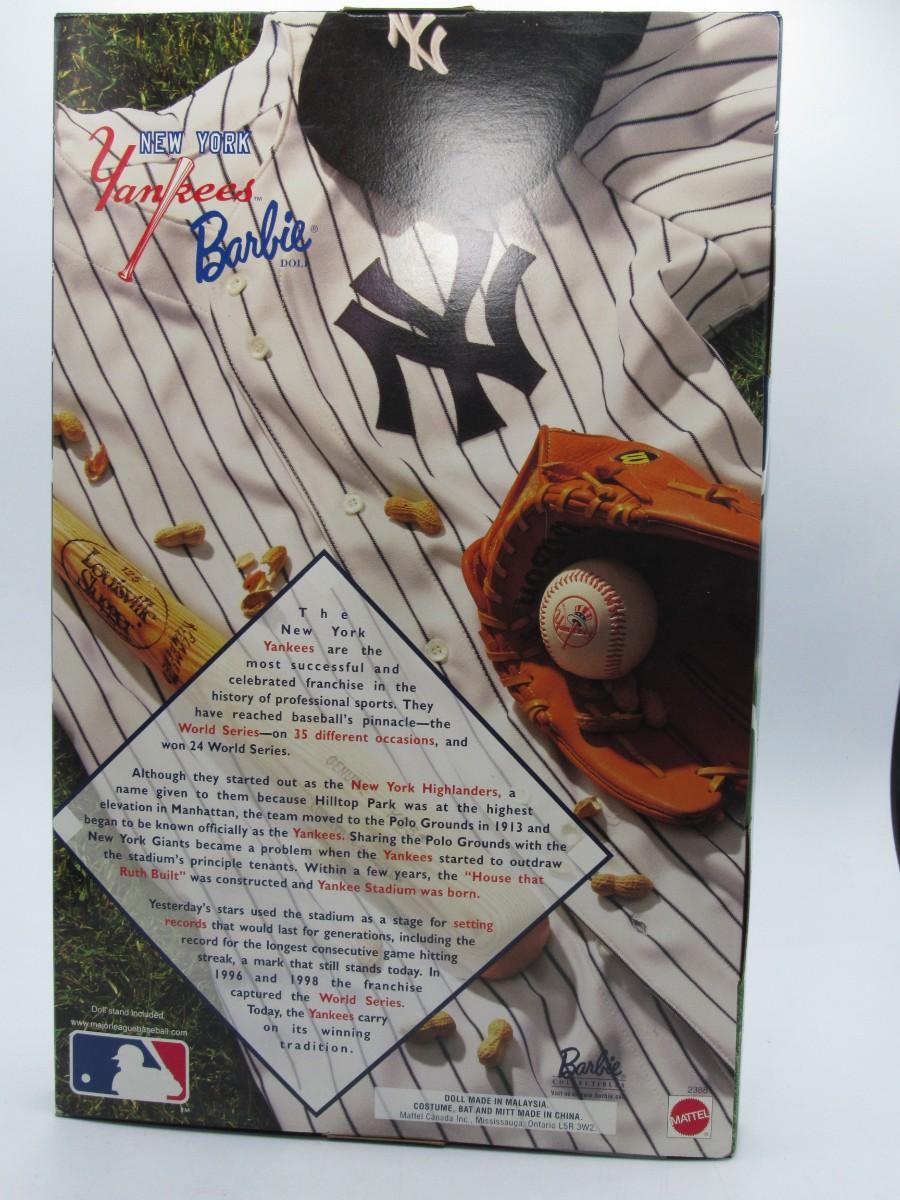 NY
NEW YORK
Yankees™
Barbie®
DOLL
NY
Wilson
125
Louisville
Slugger
The
New York
Yankees are the
most successful and
celebrated franchise in the
history of professional sports. They
have reached baseball's pinnacle—the
World Series—on 35 different occasions, and
won 24 World Series.
Although they started out as the New York Highlanders, a
name given to them because Hilltop Park was at the highest
elevation in Manhattan, the team moved to the Polo Grounds in 1913 and
began to be known officially as the Yankees. Sharing the Polo Grounds with the
New York Giants became a problem when the Yankees started to outdraw
the stadium's principle tenants. Within a few years, the "House that
Ruth Built" was constructed and Yankee Stadium was born.
Yesterday's stars used the stadium as a stage for setting
records that would last for generations, including the
record for the longest consecutive game hitting
streak, a mark that still stands today. In
1996 and 1998 the franchise
captured the World Series.
Today, the Yankees carry
on its winning
tradition.
Doll stand included.
www.majorleaguebaseball.com
TM
Barbie®
COLLECTIBLES
DOLL MADE IN MALAYSIA.
COSTUME, BAT AND MITT MADE IN CHINA.
Mattel Canada Inc., Mississauga, Ontario L5R 3W2.
MATTEL